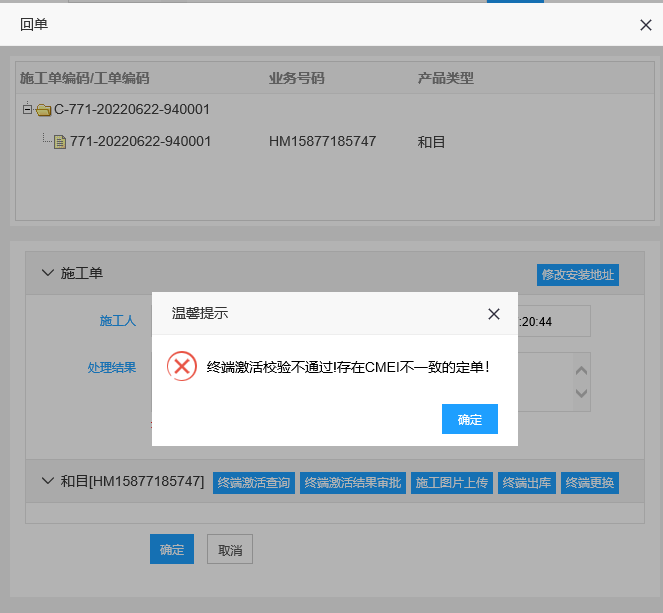 回单
施工单编码/工单编码 业务号码 产品类型
C-771-20220622-940001
771-20220622-940001 HM15877185747 和目
施工单 修改安装地址
温馨提示
施工人 :20:44
处理结果 终端激活校验不通过!存在CMEI不一致的定单!
确定
和目[HM15877185747] 终端激活查询 终端激活结果审批 施工图片上传 终端出库 终端更换
确定 取消